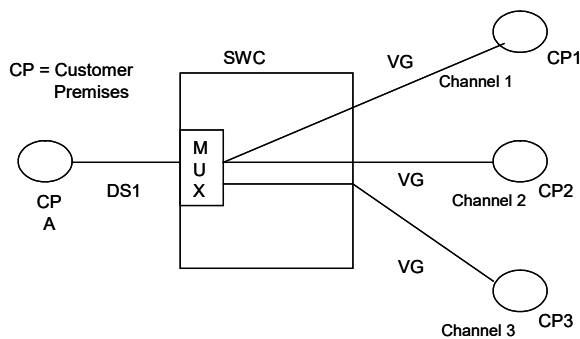 CP = Customer
Premises
SWC
VG
Channel 1
CP1
M
U
X
CP
A
DS1
VG
Channel 2
CP2
VG
Channel 3
CP3